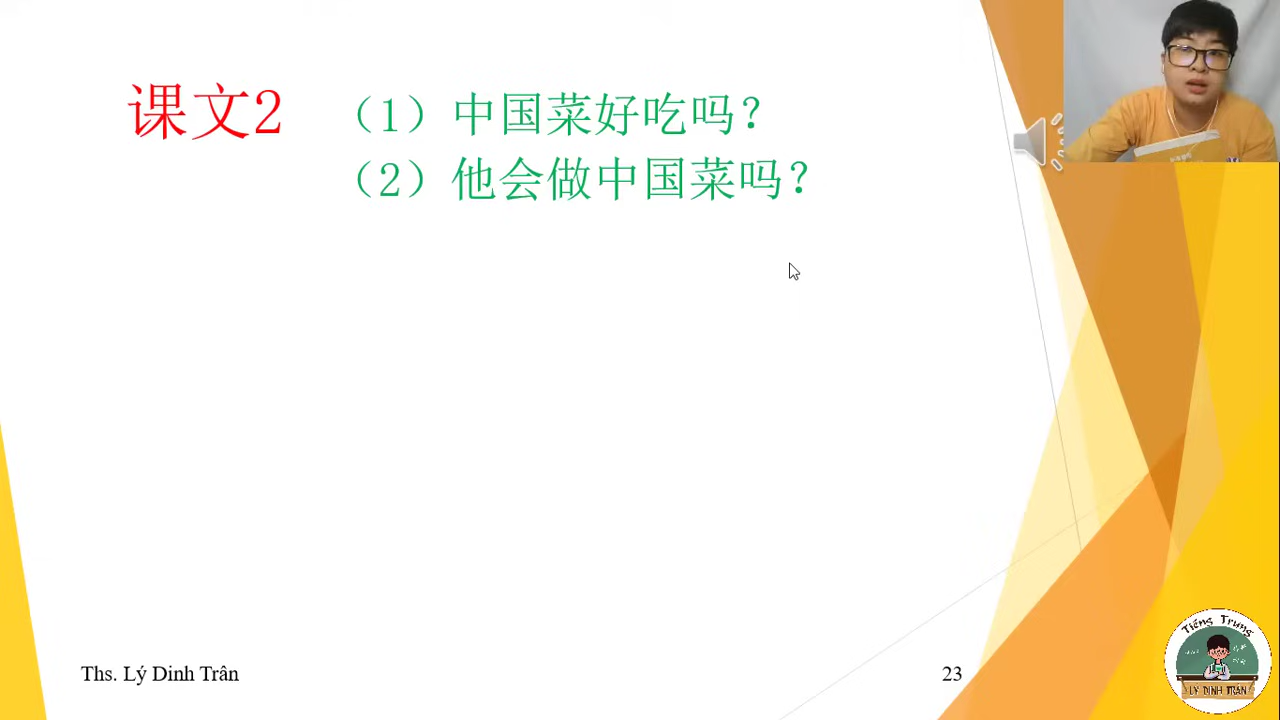 课文2
（1）中国菜好吃吗？
（2）他会做中国菜吗？
Ths. Lý Dinh Trân
23
Tiếng Trung
LÝ DINH TRÂN